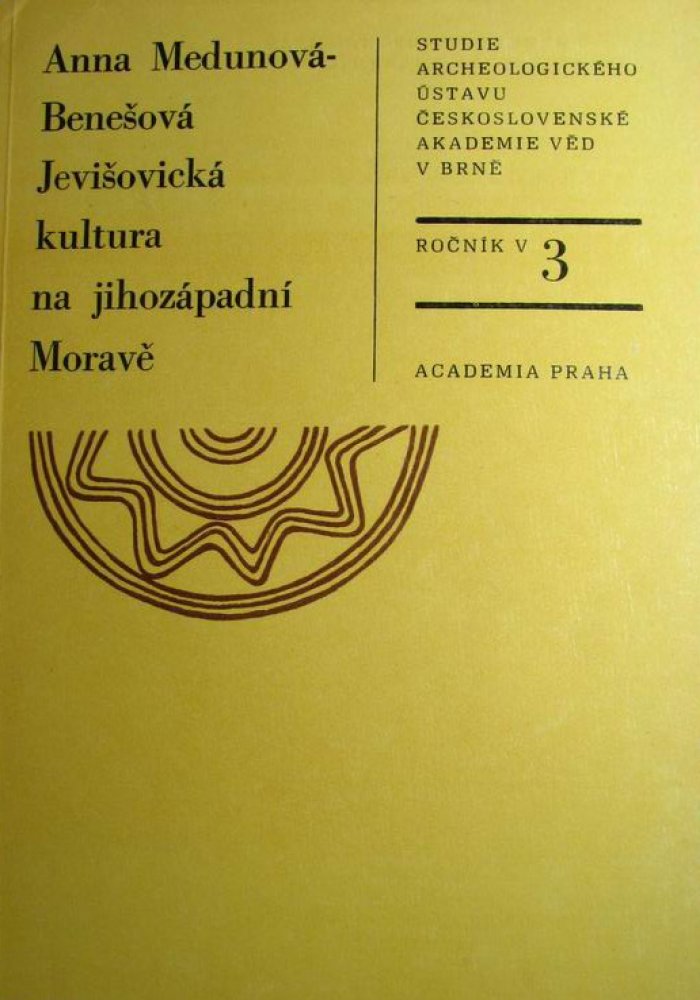 Anna Medunová-
Benešová
Jevišovická
kultura
na jihozápadní
Moravě
STUDIE
ARCHEOLOGICKÉHO
ÚSTAVU
ČESKOSLOVENSKÉ
AKADEMIE VĚD
V BRNĚ
ROČNÍK V 3
ACADEMIA PRAHA